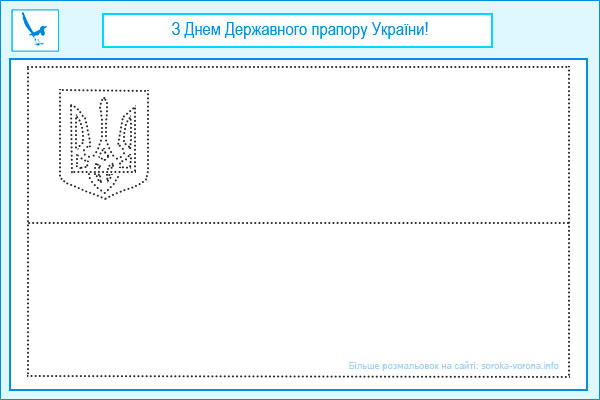 З Днем Державного прапору України!
Більше розмальовок на сайті: soroka-vorona.info